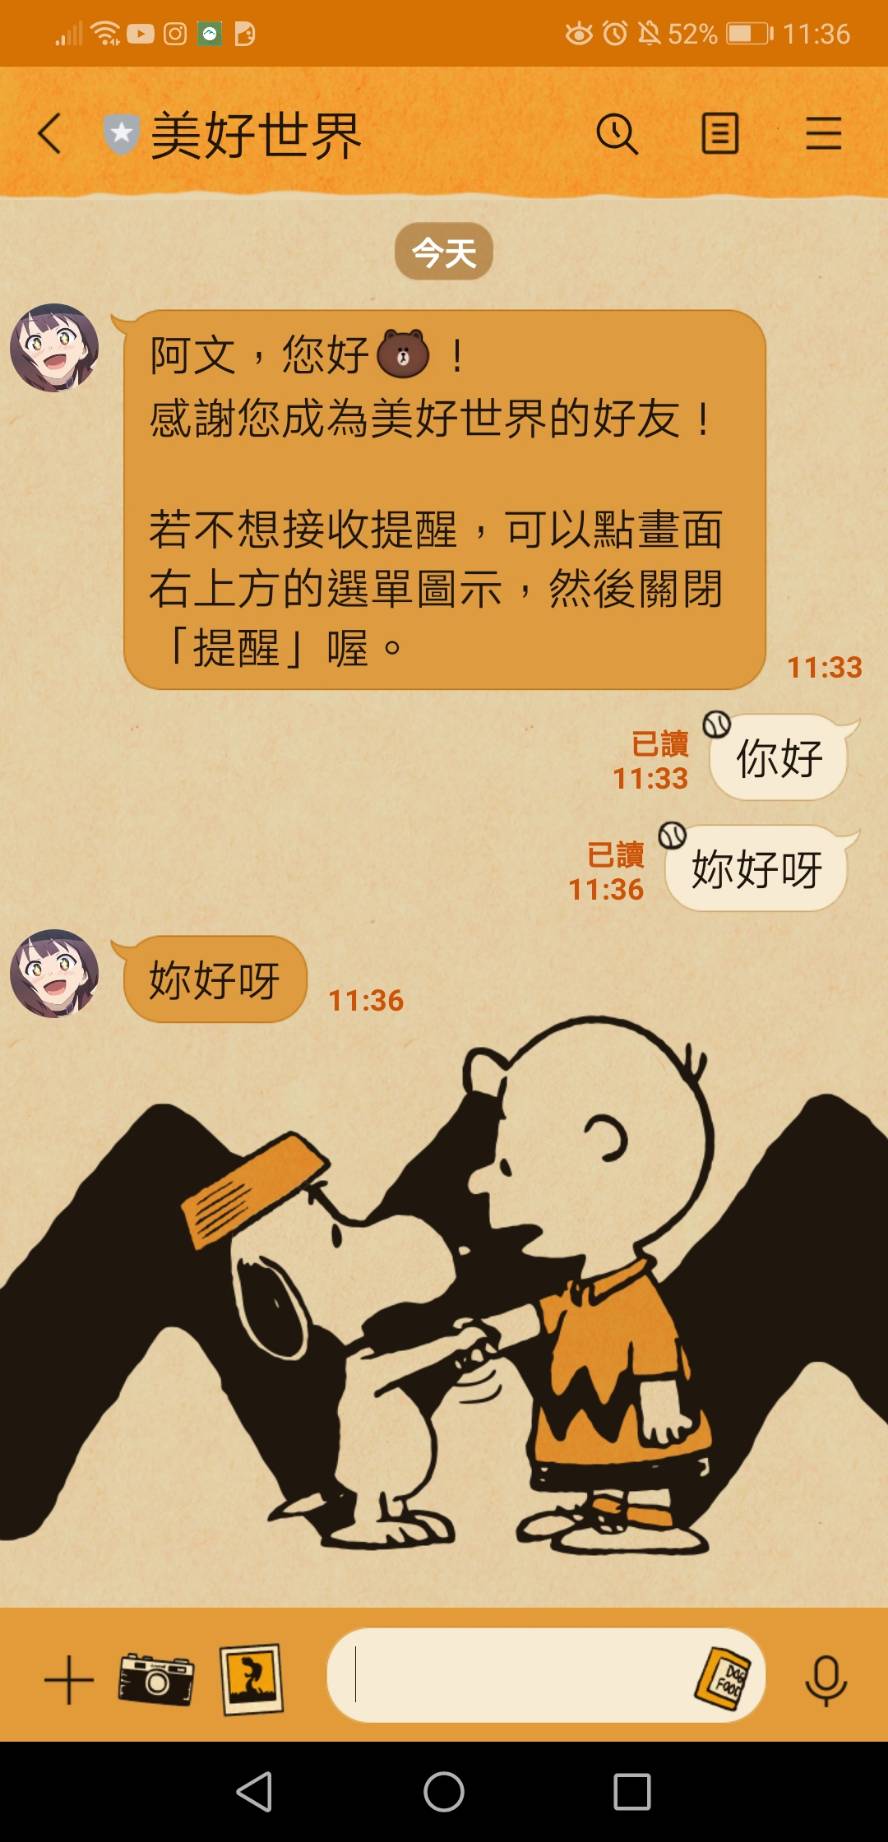 52% 11:36
美好世界
今天
阿文，您好！
感謝您成為美好世界的好友！
若不想接收提醒，可以點畫面
右上方的選單圖示，然後關閉
「提醒」喔。
11:33
已讀
11:33
你好
已讀
11:36
妳好呀
妳好呀
11:36
DOG
FOOD